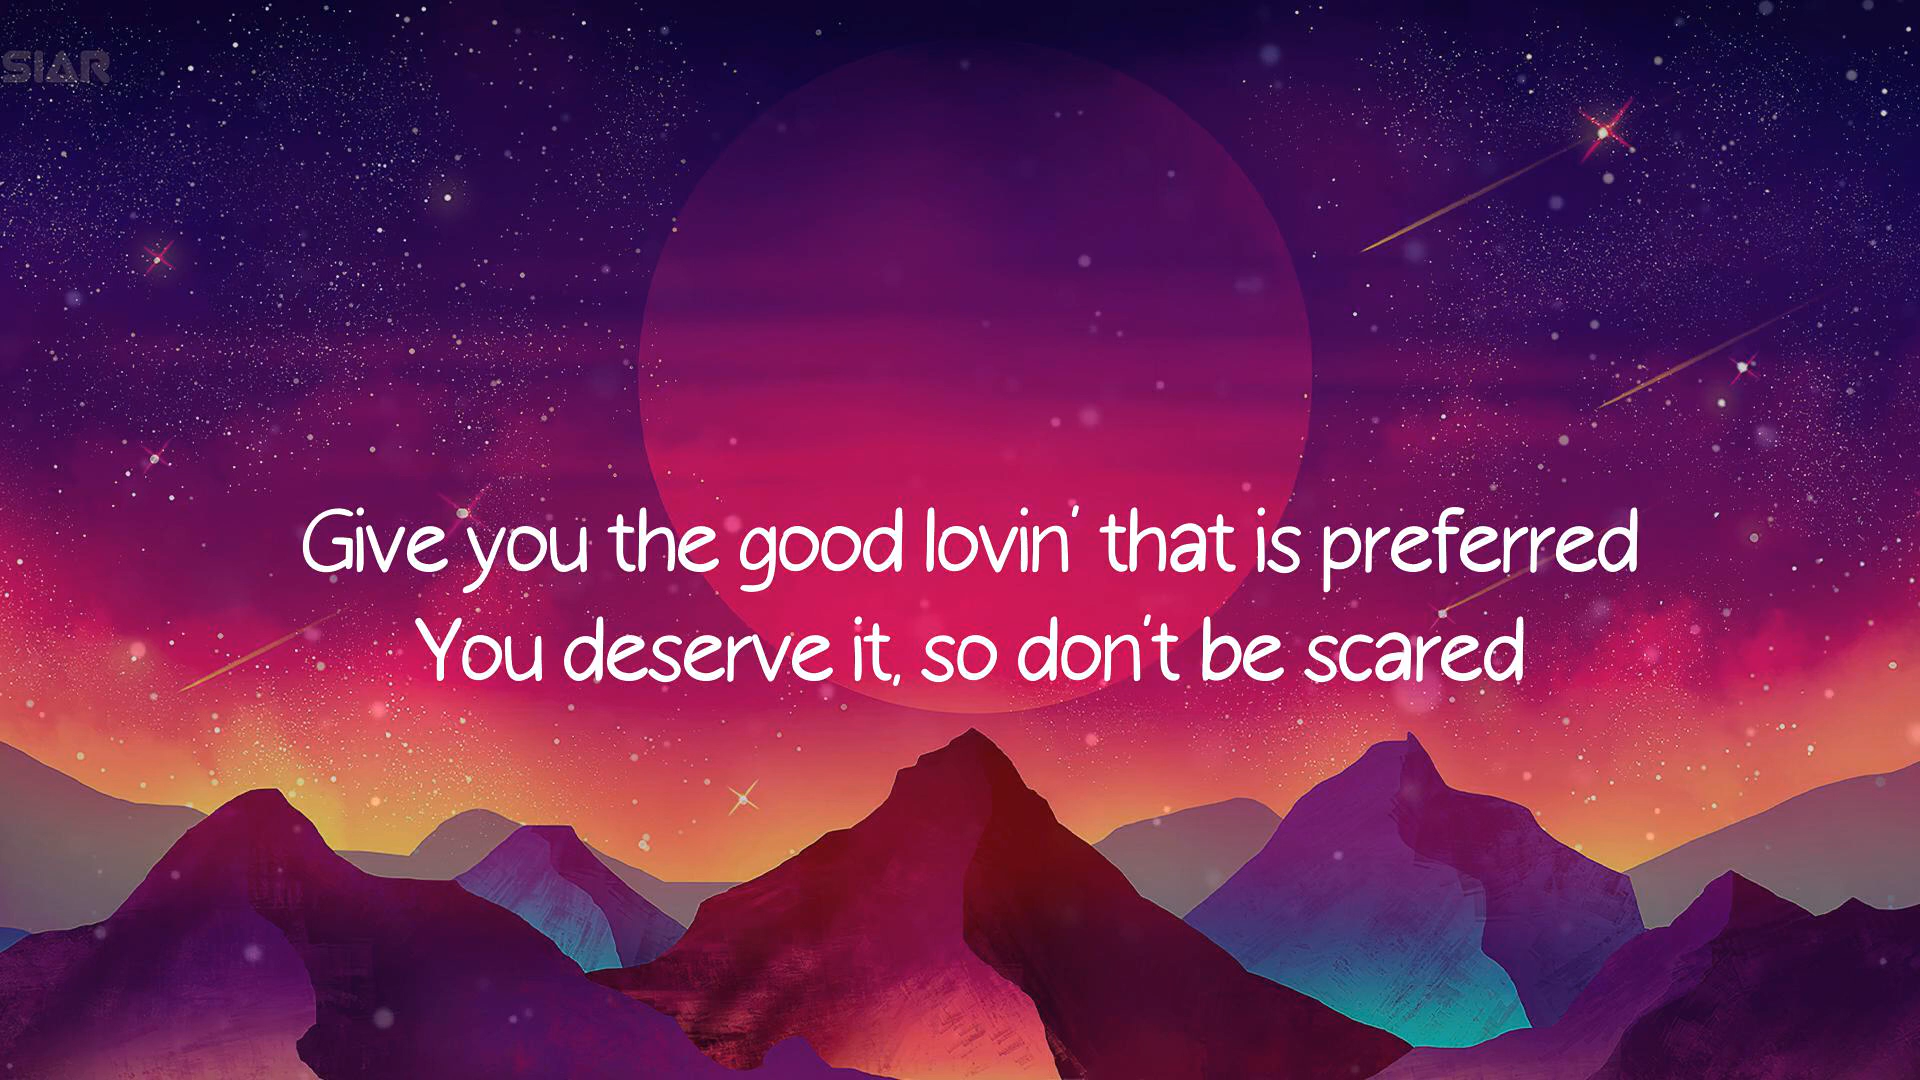 SIAR
Give you the good lovin' that is preferred
You deserve it, so don't be scared